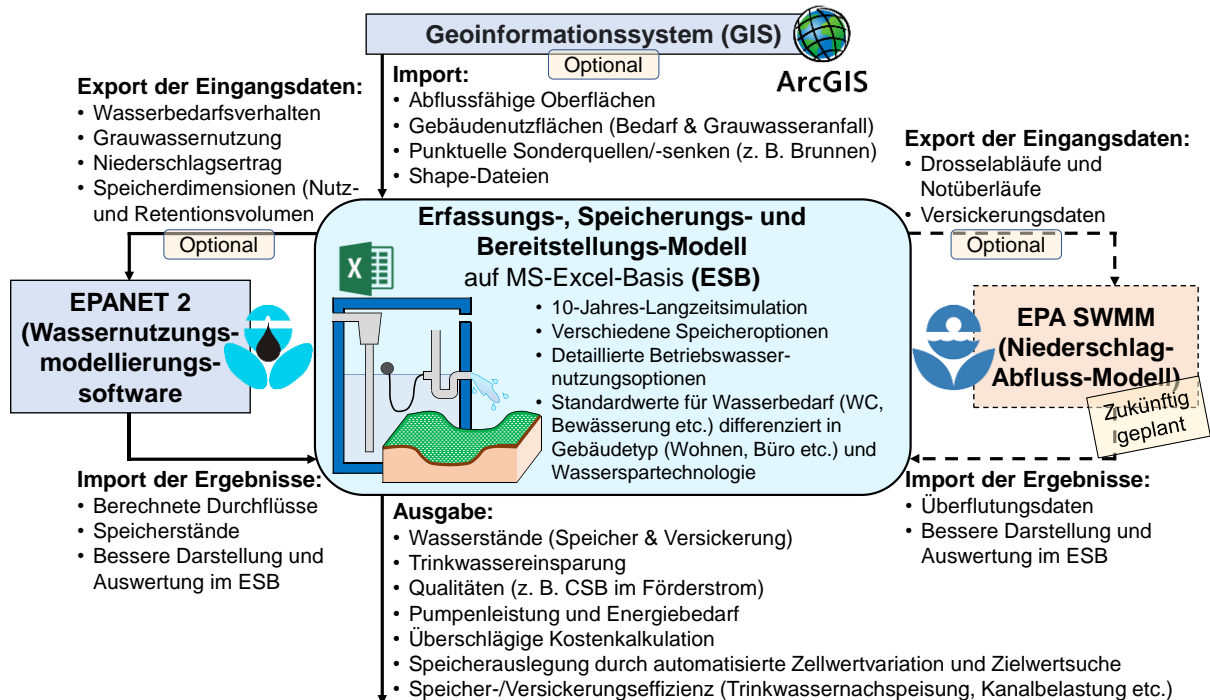 Geoinformationssystem (GIS)
Optional
ArcGIS
Import:
• Abflussfähige Oberflächen
• Gebäudenutzflächen (Bedarf & Grauwasseranfall)
• Punktuelle Sonderquellen/-senken (z. B. Brunnen)
• Shape-Dateien
Export der Eingangsdaten:
• Wasserbedarfsverhalten
• Grauwassernutzung
• Niederschlagsertrag
• Speicherdimensionen (Nutz-
und Retentionsvolumen
Optional
Export der Eingangsdaten:
• Drosselabläufe und
Notüberläufe
• Versickerungsdaten
Optional
EPANET 2
(Wassernutzungs-
modellierungs-
software
Erfassungs-, Speicherungs- und
Bereitstellungs-Modell
auf MS-Excel-Basis (ESB)
X
• 10-Jahres-Langzeitsimulation
• Verschiedene Speicheroptionen
• Detaillierte Betriebswasser-
nutzungsoptionen
• Standardwerte für Wasserbedarf (WC,
Bewässerung etc.) differenziert in
Gebäudetyp (Wohnen, Büro etc.) und
Wasserspartechnologie
EPA SWMM
(Niederschlag-
Abfluss-Modell)
Zukünftig
geplant
Import der Ergebnisse:
• Berechnete Durchflüsse
• Speicherstände
• Bessere Darstellung und
Auswertung im ESB
Import der Ergebnisse:
• Überflutungsdaten
• Bessere Darstellung und
Auswertung im ESB
Ausgabe:
• Wasserstände (Speicher & Versickerung)
• Trinkwassereinsparung
• Qualitäten (z. B. CSB im Förderstrom)
• Pumpenleistung und Energiebedarf
• Überschlägige Kostenkalkulation
• Speicherauslegung durch automatisierte Zellwertvariation und Zielwertsuche
• Speicher-/Versickerungseffizienz (Trinkwassernachspeisung, Kanalbelastung etc.)